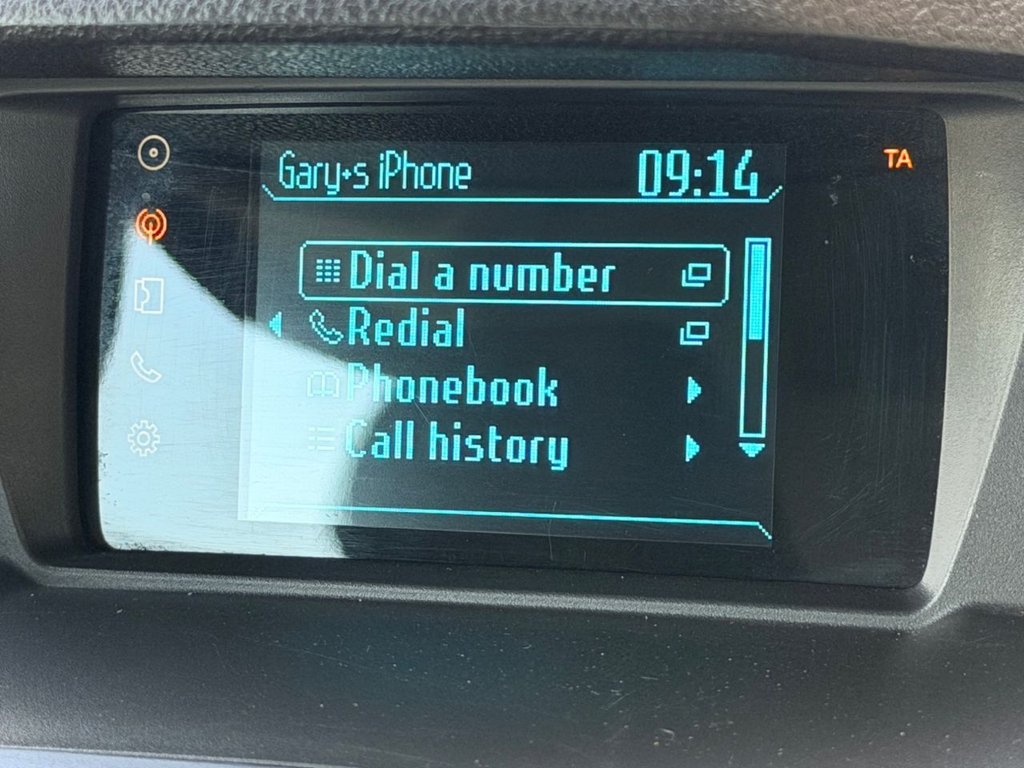 Gary+s iPhone 09:14 TA
Dial a number
Redial
Phonebook
Call history